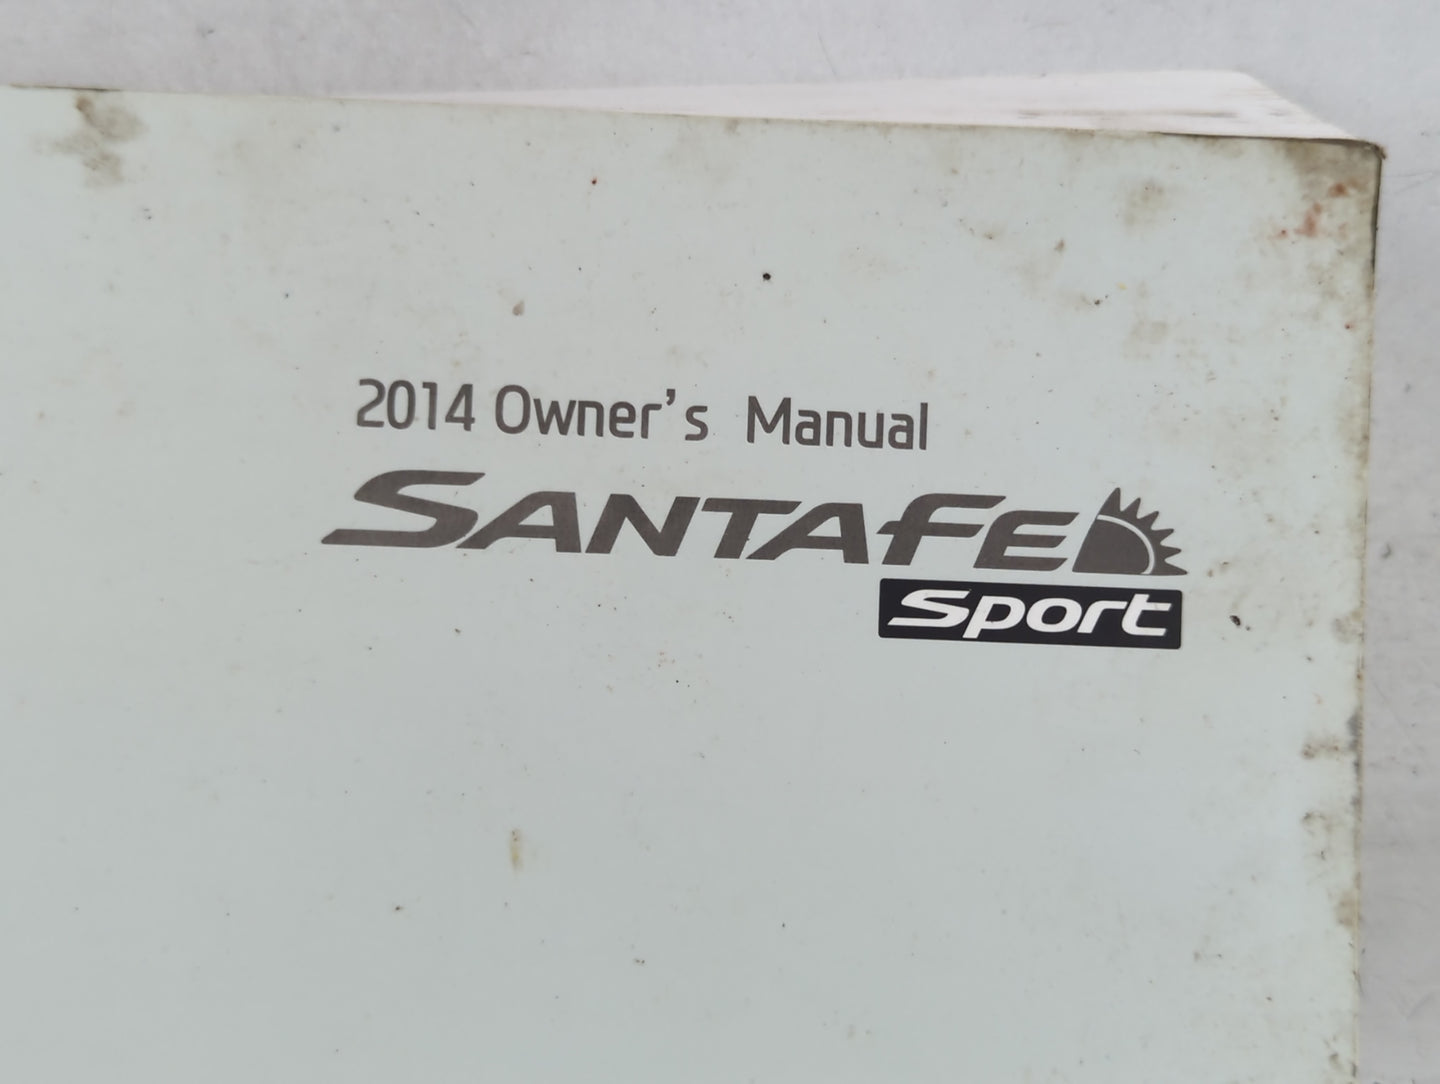 2014 Owner's Manual
SANTAFE
Sport